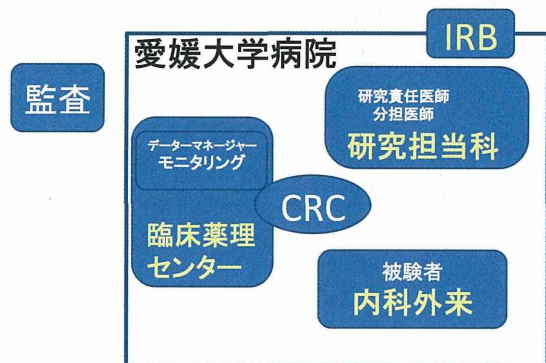 IRB
愛媛大学病院
監査
研究責任医師
分担医師
研究担当科
データーマネージャー
モニタリング
CRC
臨床薬理
センター
被験者
内科外来